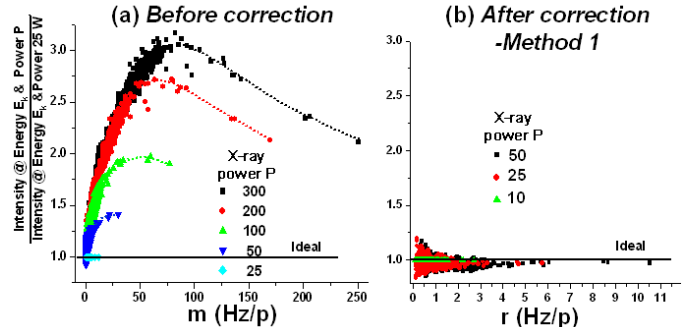 (a) Before correction
Intensity @ Energy Eₖ & Power P
Intensity @ Energy Eₖ & Power 25 W
3.0
2.5
2.0
1.5
1.0
X-ray
power P
300
200
100
50
25
Ideal
0 50 100 150 200 250
m (Hz/p)
(b) After correction
-Method 1
3.0
2.5
2.0
1.5
1.0
X-ray
power P
50
25
10
Ideal
0 1 2 3 4 5 6 7 8 9 10 11
r (Hz/p)